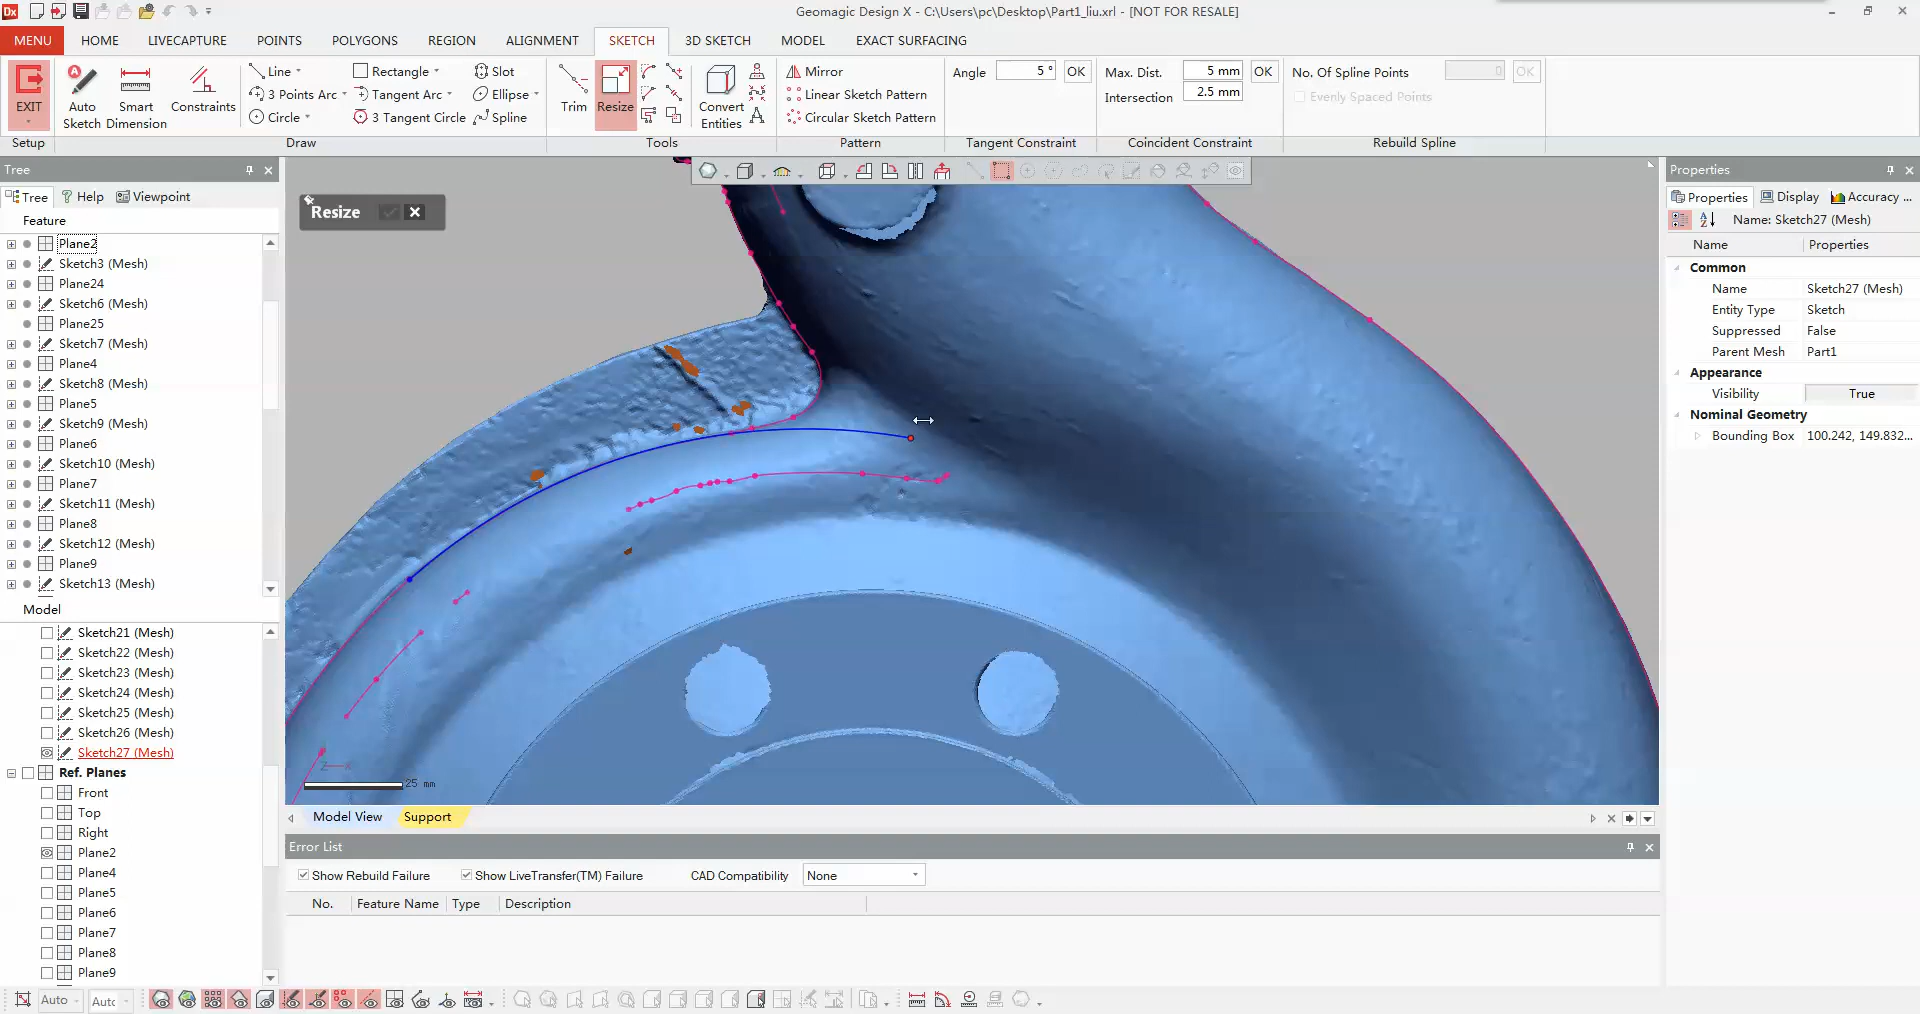 Dx
Geomagic Design X - C:\Users\pc\Desktop\Part1_liu.xrl - [NOT FOR RESALE]
MENU HOME LIVECAPTURE POINTS POLYGONS REGION ALIGNMENT SKETCH 3D SKETCH MODEL EXACT SURFACING
EXIT
Setup
Auto Sketch
Smart Dimension
Constraints
Line
3 Points Arc
Circle
Rectangle
Tangent Arc
3 Tangent Circle
Slot
Ellipse
Spline
Draw
Trim
Resize
Convert Entities
Tools
Mirror
Linear Sketch Pattern
Circular Sketch Pattern
Pattern
Angle 5 ° OK
Tangent Constraint
Max. Dist. 5 mm OK
Intersection 2.5 mm
Coincident Constraint
No. Of Spline Points 0 OK
Evenly Spaced Points
Rebuild Spline
Tree
Tree Help Viewpoint
Feature
Plane2
Sketch3 (Mesh)
Plane24
Sketch6 (Mesh)
Plane25
Sketch7 (Mesh)
Plane4
Sketch8 (Mesh)
Plane5
Sketch9 (Mesh)
Plane6
Sketch10 (Mesh)
Plane7
Sketch11 (Mesh)
Plane8
Sketch12 (Mesh)
Plane9
Sketch13 (Mesh)
Model
Sketch21 (Mesh)
Sketch22 (Mesh)
Sketch23 (Mesh)
Sketch24 (Mesh)
Sketch25 (Mesh)
Sketch26 (Mesh)
Sketch27 (Mesh)
Ref. Planes
Front
Top
Right
Plane2
Plane4
Plane5
Plane6
Plane7
Plane8
Plane9
Resize
25 mm
Model View Support
Error List
Show Rebuild Failure Show LiveTransfer(TM) Failure CAD Compatibility None
No. Feature Name Type Description
Properties
Properties Display Accuracy ...
Name: Sketch27 (Mesh)
Name Properties
Common
Name Sketch27 (Mesh)
Entity Type Sketch
Suppressed False
Parent Mesh Part1
Appearance
Visibility True
Nominal Geometry
Bounding Box 100.242, 149.832...
Auto Autc